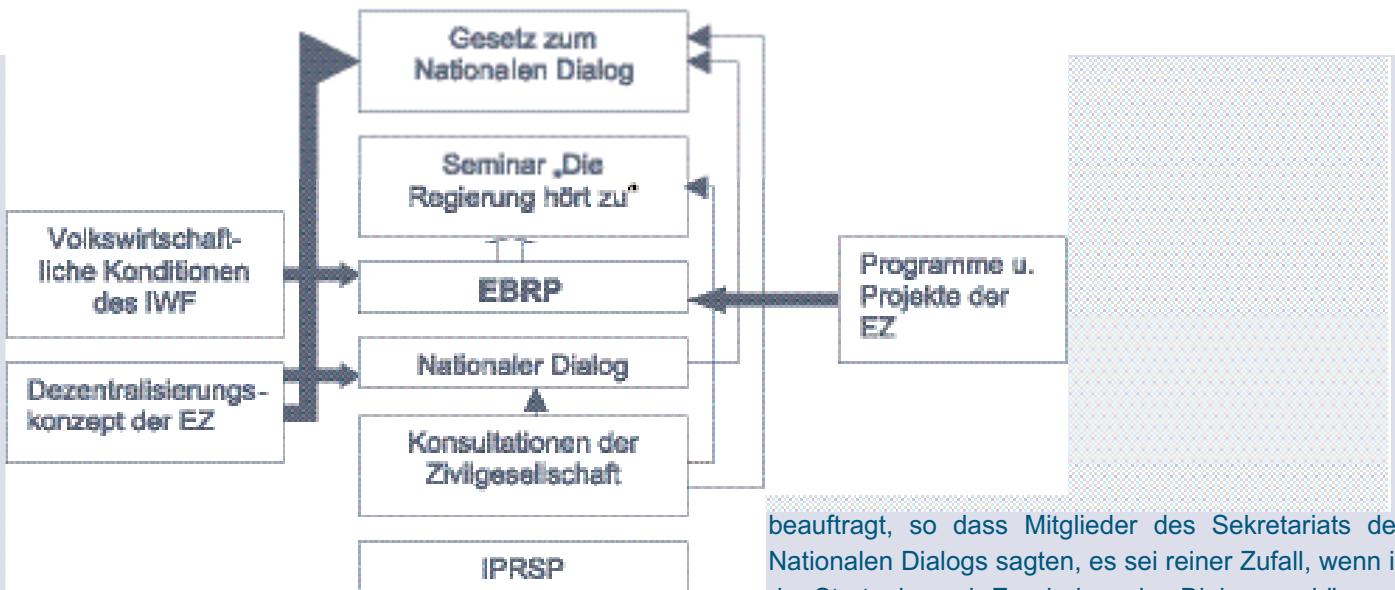 Gesetz zum
Nationalen Dialog
Seminar „Die
Regierung hört zu“
Volkswirtschaft-
liche Konditionen
des IWF
EBRP
Programme u.
Projekte der
EZ
Nationaler Dialog
Dezentralisierungs-
konzept der EZ
Konsultationen der
Zivilgesellschaft
IPRSP
beauftragt, so dass Mitglieder des Sekretariats de
Nationalen Dialogs sagten, es sei reiner Zufall, wenn i